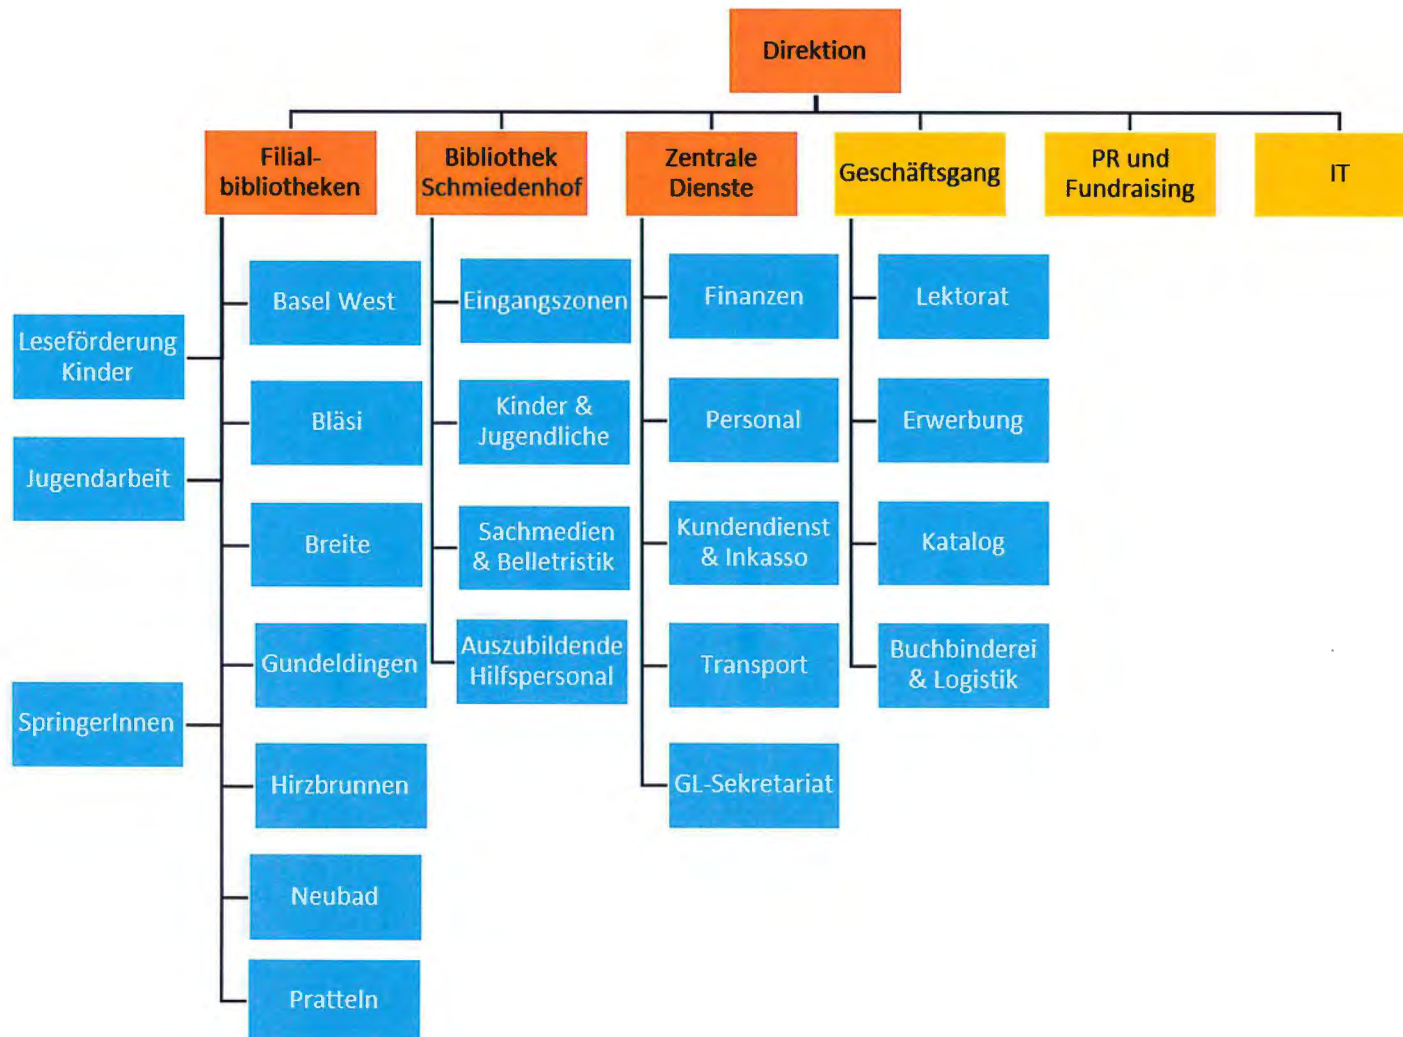 Direktion
Filial-
bibliotheken
Bibliothek
Schmiedenhof
Zentrale
Dienste
Geschäftsgang
PR und
Fundraising
IT
Leseförderung
Kinder
Jugendarbeit
SpringerInnen
Basel West
Bläsi
Breite
Gundeldingen
Hirzbrunnen
Neubad
Pratteln
Eingangszonen
Kinder &
Jugendliche
Sachmedien
& Belletristik
Auszubildende
Hilfspersonal
Finanzen
Personal
Kundendienst
& Inkasso
Transport
GL-Sekretariat
Lektorat
Erwerbung
Katalog
Buchbinderei
& Logistik